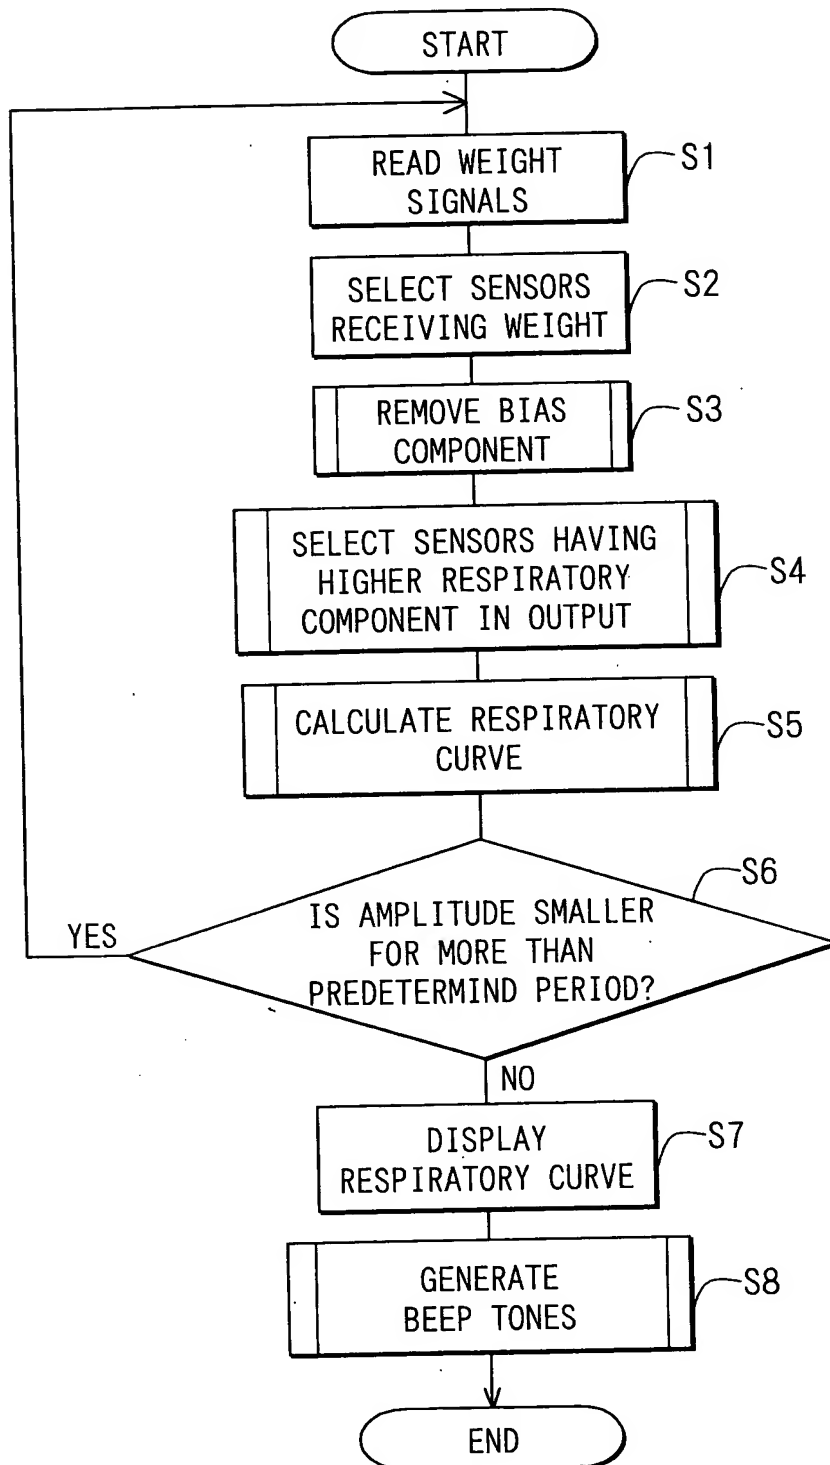 START
READ WEIGHT
SIGNALS
S1
SELECT SENSORS
RECEIVING WEIGHT
S2
REMOVE BIAS
COMPONENT
S3
SELECT SENSORS HAVING
HIGHER RESPIRATORY
COMPONENT IN OUTPUT
S4
CALCULATE RESPIRATORY
CURVE
S5
S6
IS AMPLITUDE SMALLER
FOR MORE THAN
PREDETERMIND PERIOD?
YES
NO
DISPLAY
RESPIRATORY CURVE
S7
GENERATE
BEEP TONES
S8
END